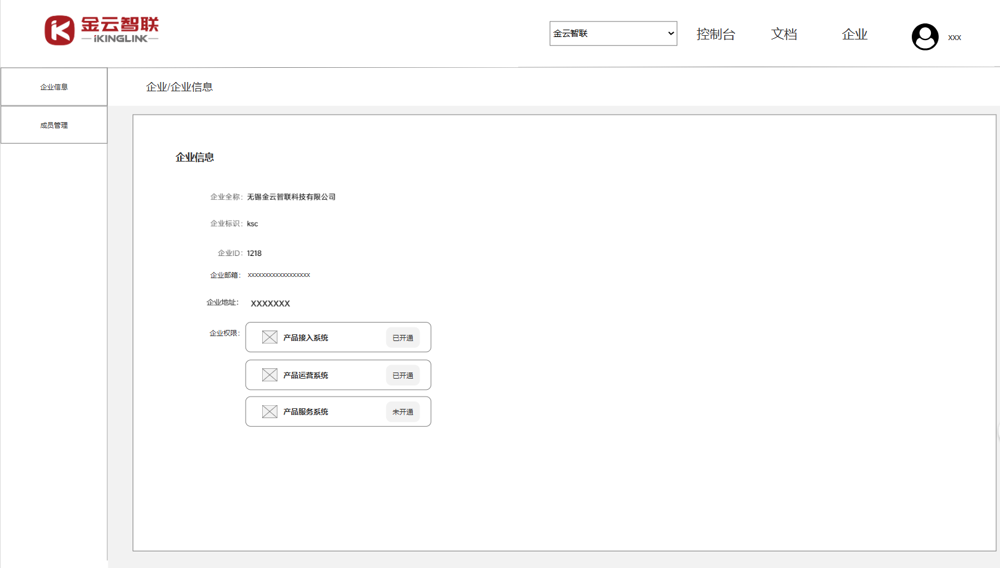 金云智联
iKINGLINK
金云智联
控制台
文档
企业
xxx
企业信息
成员管理
企业/企业信息
企业信息
企业全称： 无锡金云智联科技有限公司
企业标识： ksc
企业ID： 1218
企业邮箱： xxxxxxxxxxxxxxxxxx
企业地址： XXXXXXX
企业权限：
产品接入系统 已开通
产品运营系统 已开通
产品服务系统 未开通